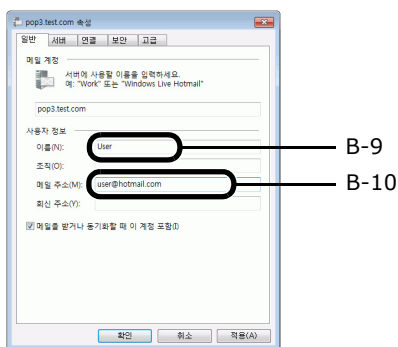 pop3.test.com 속성
일반 서버 연결 보안 고급
메일 계정
서버에 사용할 이름을 입력하세요.
예: "Work" 또는 "Windows Live Hotmail"
pop3.test.com
사용자 정보
이름(N): User
B-9
조직(O):
메일 주소(M): user@hotmail.com
B-10
회신 주소(Y):
메일을 받거나 동기화할 때 이 계정 포함(I)
확인 취소 적용(A)